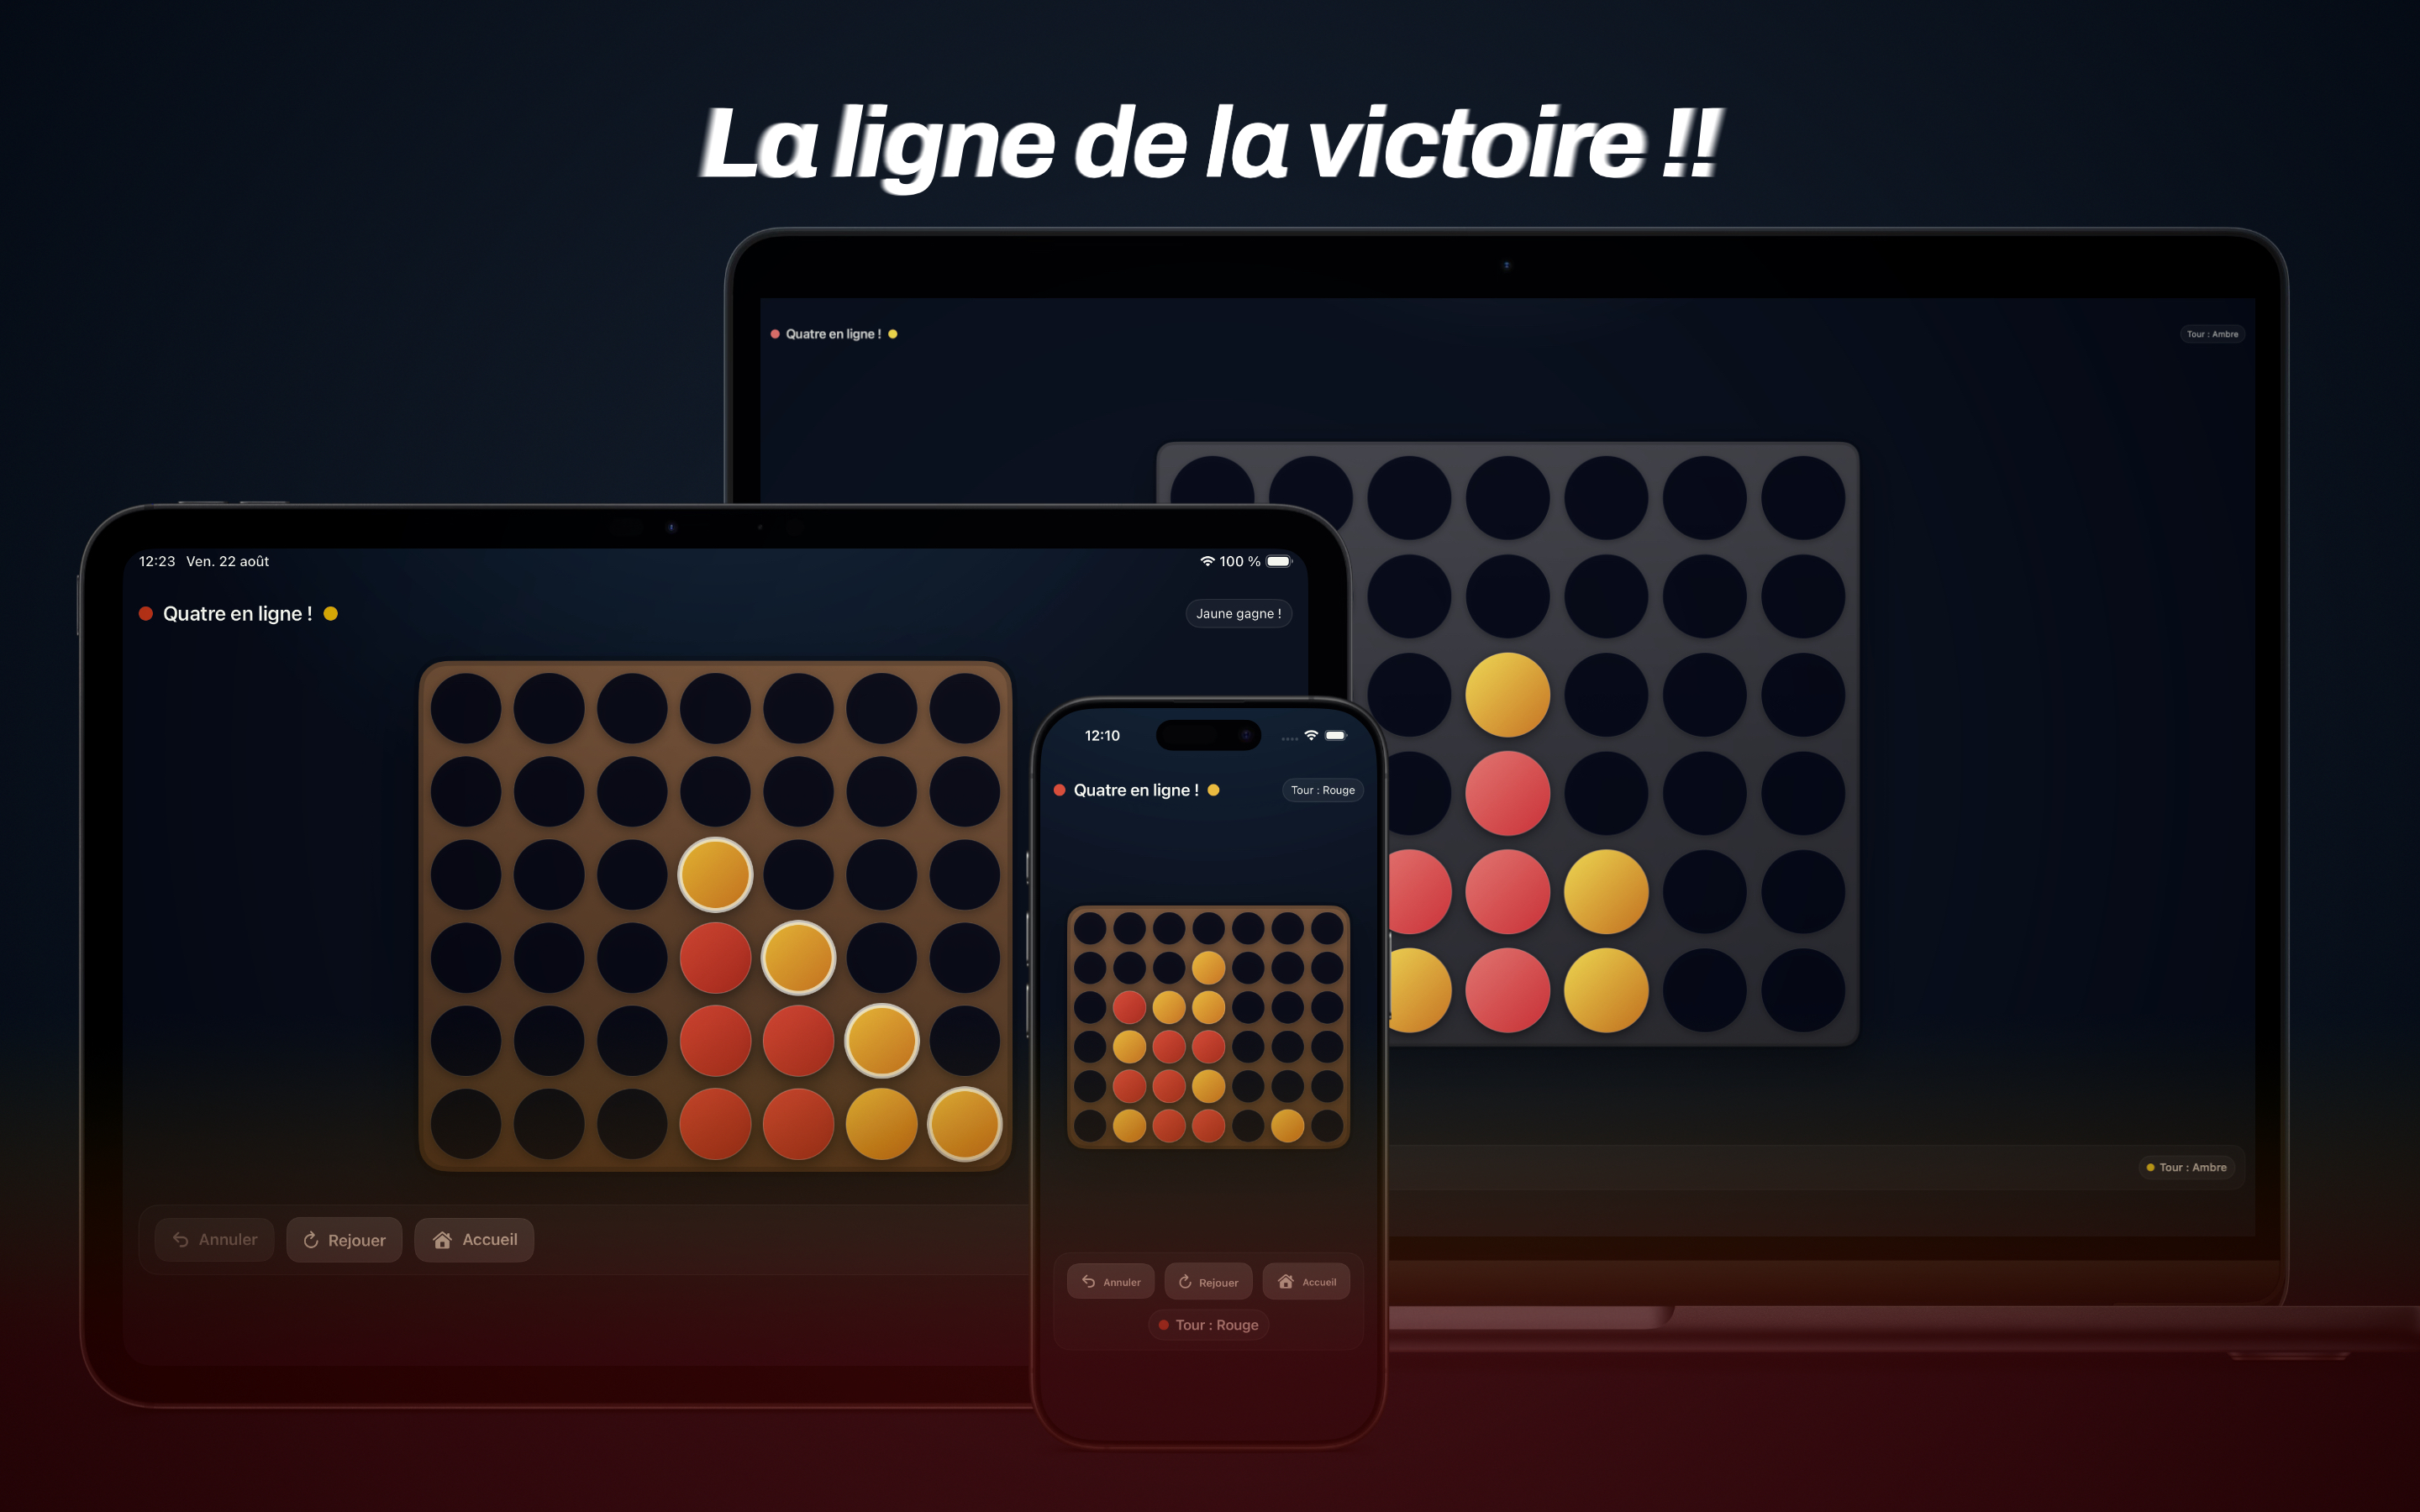 La ligne de la victoire !!
Quatre en ligne !
Tour : Ambre
12:23 Ven. 22 août
100 %
Quatre en ligne !
Jaune gagne !
12:10
Quatre en ligne !
Tour : Rouge
Tour : Ambre
Annuler
Rejouer
Accueil
Annuler
Rejouer
Accueil
Tour : Rouge